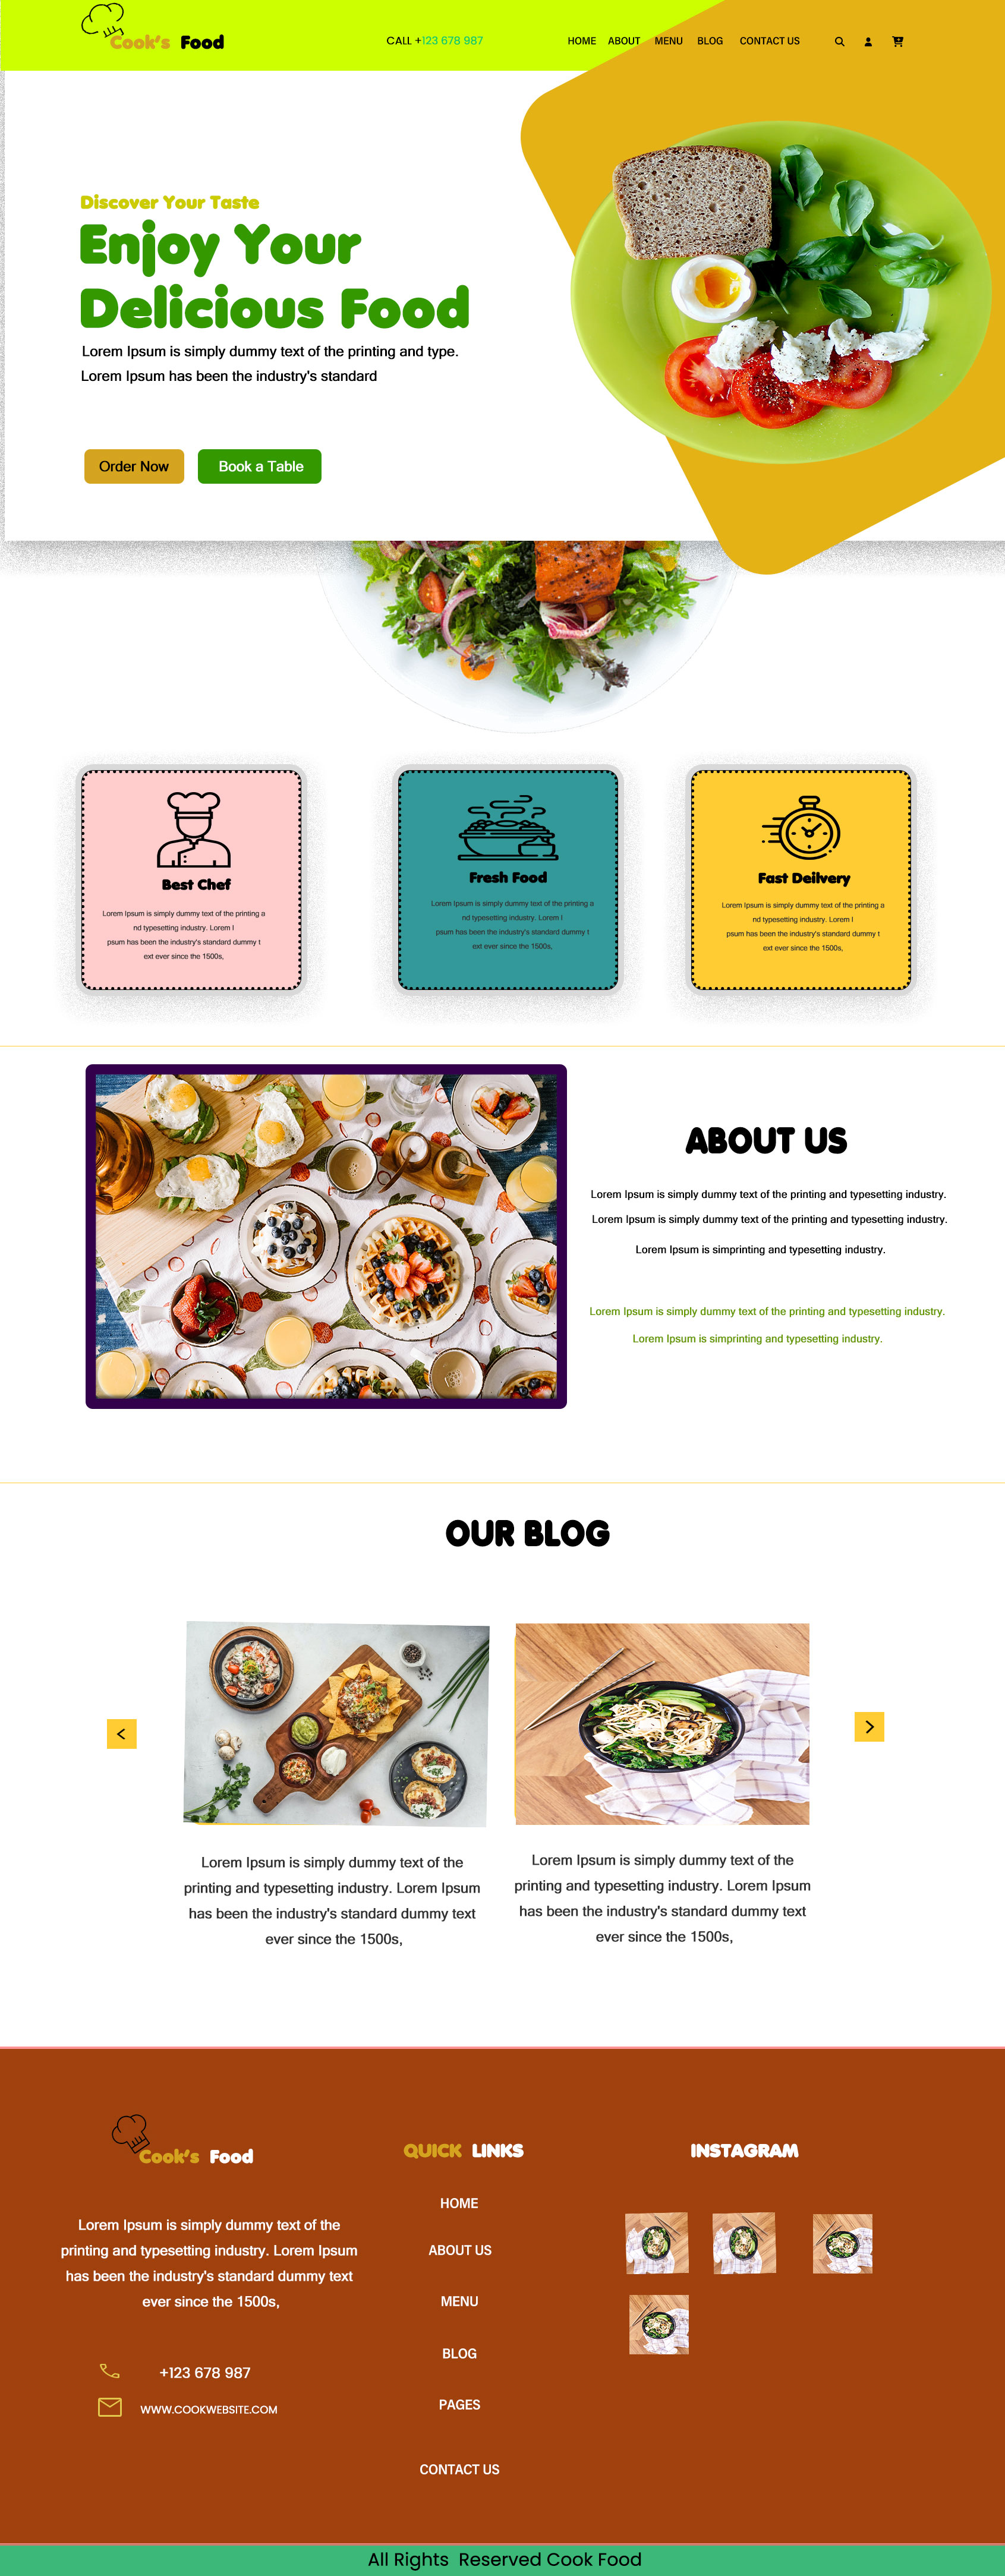 Cook's Food
CALL +123 678 987
HOME ABOUT MENU BLOG CONTACT US
Discover Your Taste
Enjoy Your
Delicious Food
Lorem Ipsum is simply dummy text of the printing and type.
Lorem Ipsum has been the industry's standard
Order Now
Book a Table
Best Chef
Lorem Ipsum is simply dummy text of the printing a
nd typesetting industry. Lorem I
psum has been the industry's standard dummy t
ext ever since the 1500s,
Fresh Food
Lorem Ipsum is simply dummy text of the printing a
nd typesetting industry. Lorem I
psum has been the industry's standard dummy t
ext ever since the 1500s,
Fast Deilvery
Lorem Ipsum is simply dummy text of the printing a
nd typesetting industry. Lorem I
psum has been the industry's standard dummy t
ext ever since the 1500s,
ABOUT US
Lorem Ipsum is simply dummy text of the printing and typesetting industry.
Lorem Ipsum is simply dummy text of the printing and typesetting industry.
Lorem Ipsum is simprinting and typesetting industry.
Lorem Ipsum is simply dummy text of the printing and typesetting industry.
Lorem Ipsum is simprinting and typesetting industry.
OUR BLOG
Lorem Ipsum is simply dummy text of the
printing and typesetting industry. Lorem Ipsum
has been the industry's standard dummy text
ever since the 1500s,
Lorem Ipsum is simply dummy text of the
printing and typesetting industry. Lorem Ipsum
has been the industry's standard dummy text
ever since the 1500s,
Cook's Food
Lorem Ipsum is simply dummy text of the
printing and typesetting industry. Lorem Ipsum
has been the industry's standard dummy text
ever since the 1500s,
+123 678 987
WWW.COOKWEBSITE.COM
QUICK LINKS
HOME
ABOUT US
MENU
BLOG
PAGES
CONTACT US
INSTAGRAM
All Rights Reserved Cook Food